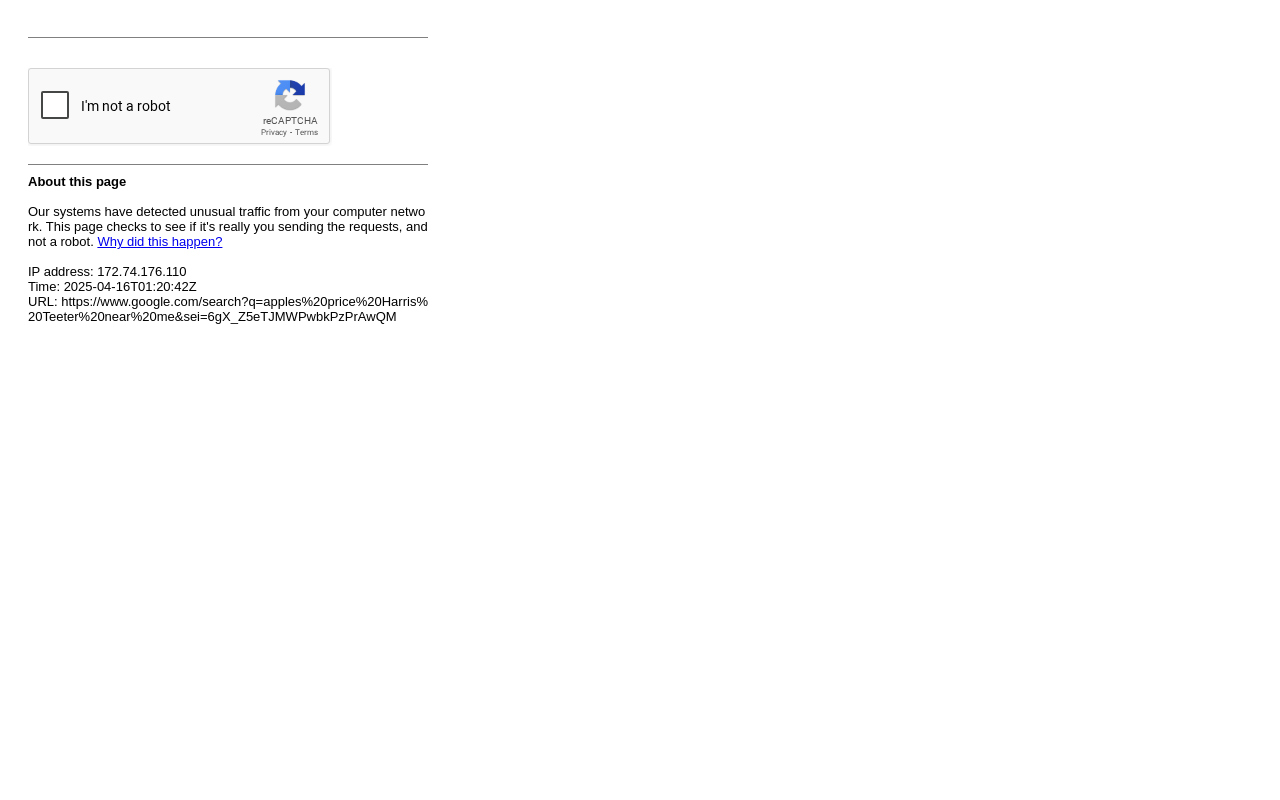 I'm not a robot
reCAPTCHA
Privacy - Terms
About this page
Our systems have detected unusual traffic from your computer netwo
rk. This page checks to see if it's really you sending the requests, and
not a robot. Why did this happen?
IP address: 172.74.176.110
Time: 2025-04-16T01:20:42Z
URL: https://www.google.com/search?q=apples%20price%20Harris%
20Teeter%20near%20me&sei=6gX_Z5eTJMWPwbkPzPrAwQM